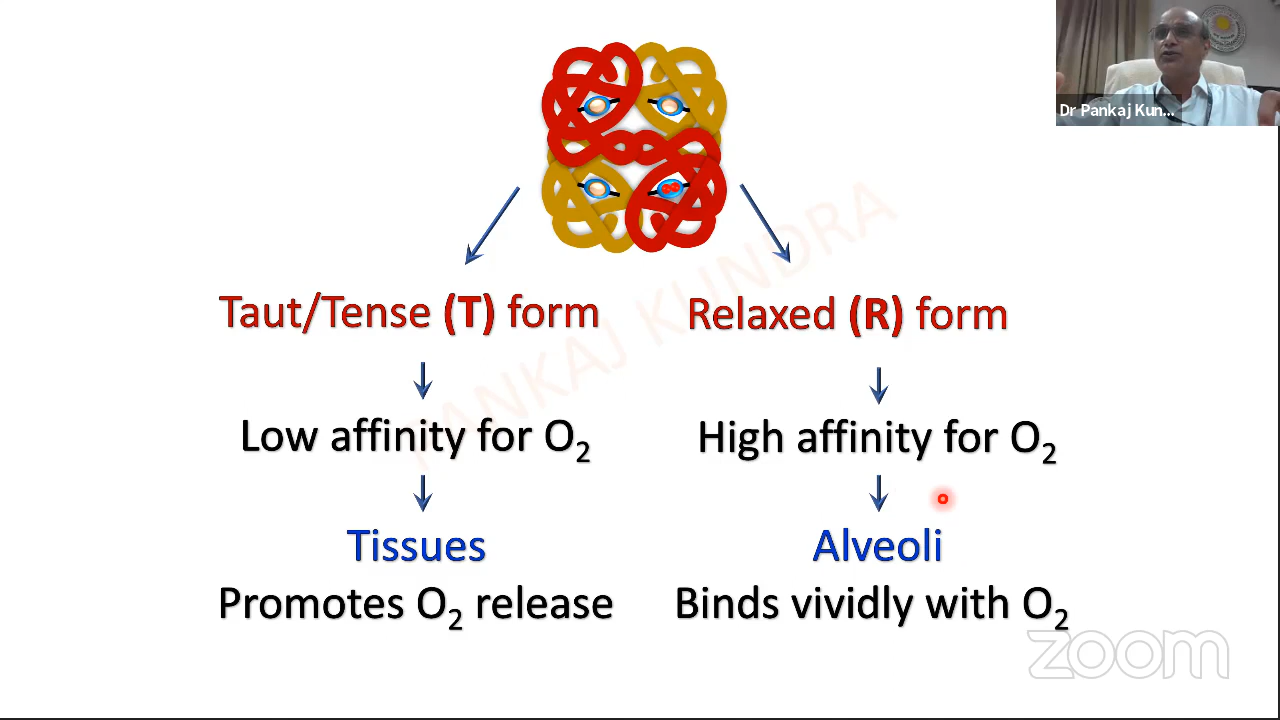 Dr Pankaj Kun...
Taut/Tense (T) form
Relaxed (R) form
PANKAJ KUNDRA
Low affinity for O₂
High affinity for O₂
Tissues
Alveoli
Promotes O₂ release
Binds vividly with O₂
zoom